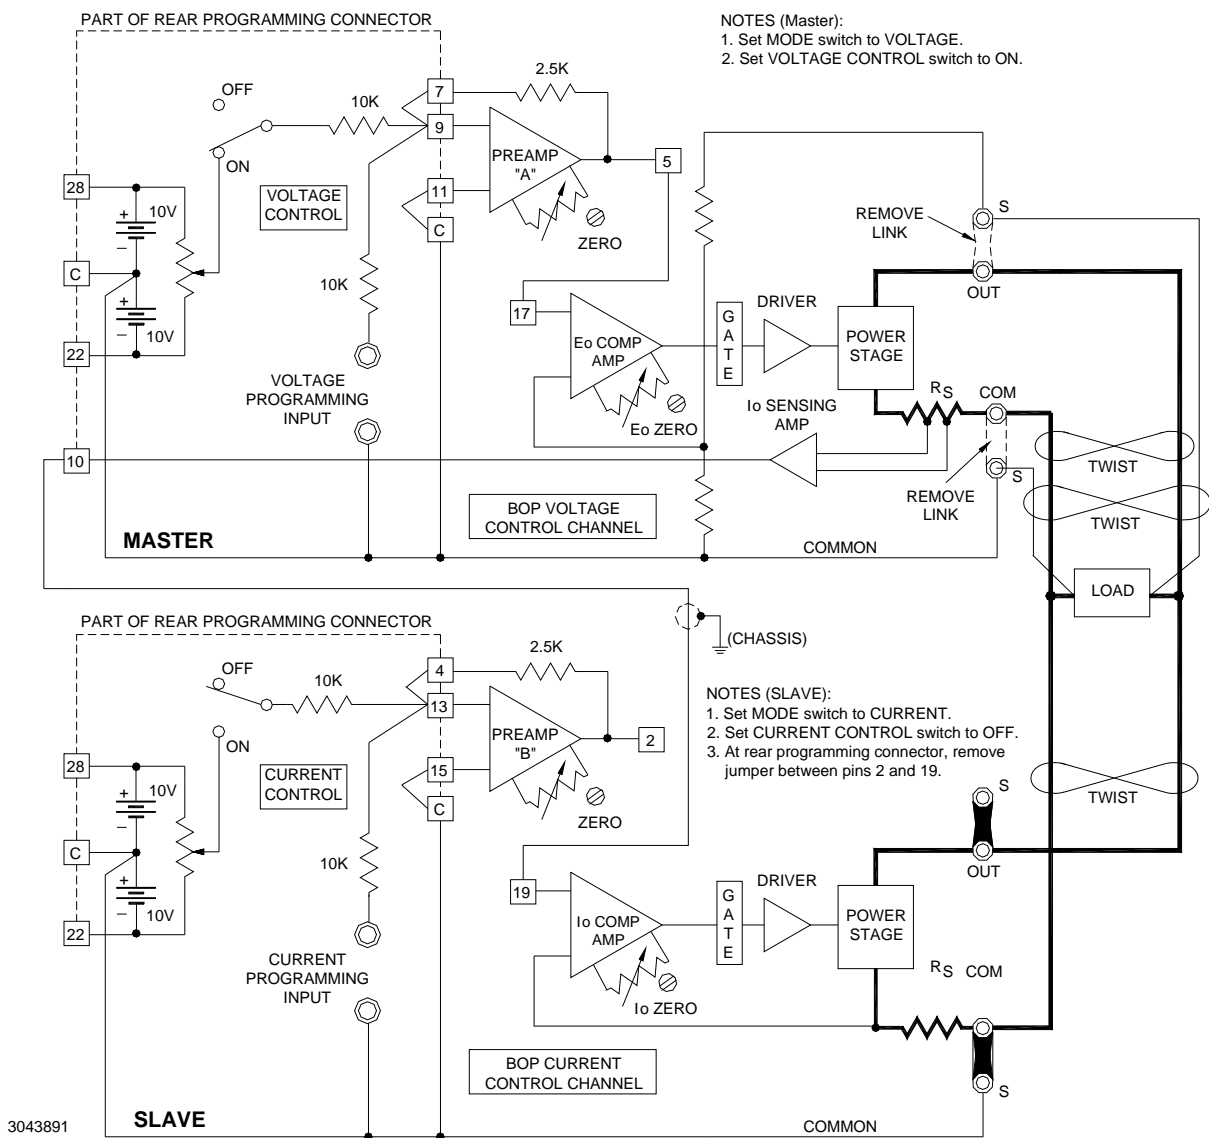 PART OF REAR PROGRAMMING CONNECTOR
NOTES (Master):
1. Set MODE switch to VOLTAGE.
2. Set VOLTAGE CONTROL switch to ON.
OFF
10K
7
2.5K
9
ON
28
+
10V
–
VOLTAGE
CONTROL
11
C
PREAMP
"A"
5
ZERO
C
+
10V
–
22
10K
VOLTAGE
PROGRAMMING
INPUT
17
Eo COMP
AMP
Eo ZERO
GATE
DRIVER
POWER
STAGE
REMOVE
LINK
S
OUT
RS
COM
Io SENSING
AMP
S
REMOVE
LINK
TWIST
TWIST
10
BOP VOLTAGE
CONTROL CHANNEL
MASTER
COMMON
LOAD
PART OF REAR PROGRAMMING CONNECTOR
(CHASSIS)
OFF
10K
4
2.5K
13
ON
28
+
10V
–
CURRENT
CONTROL
15
C
PREAMP
"B"
2
ZERO
NOTES (SLAVE):
1. Set MODE switch to CURRENT.
2. Set CURRENT CONTROL switch to OFF.
3. At rear programming connector, remove
jumper between pins 2 and 19.
TWIST
C
+
10V
–
22
10K
CURRENT
PROGRAMMING
INPUT
19
Io COMP
AMP
Io ZERO
GATE
DRIVER
POWER
STAGE
S
OUT
RS
COM
S
BOP CURRENT
CONTROL CHANNEL
3043891
SLAVE
COMMON